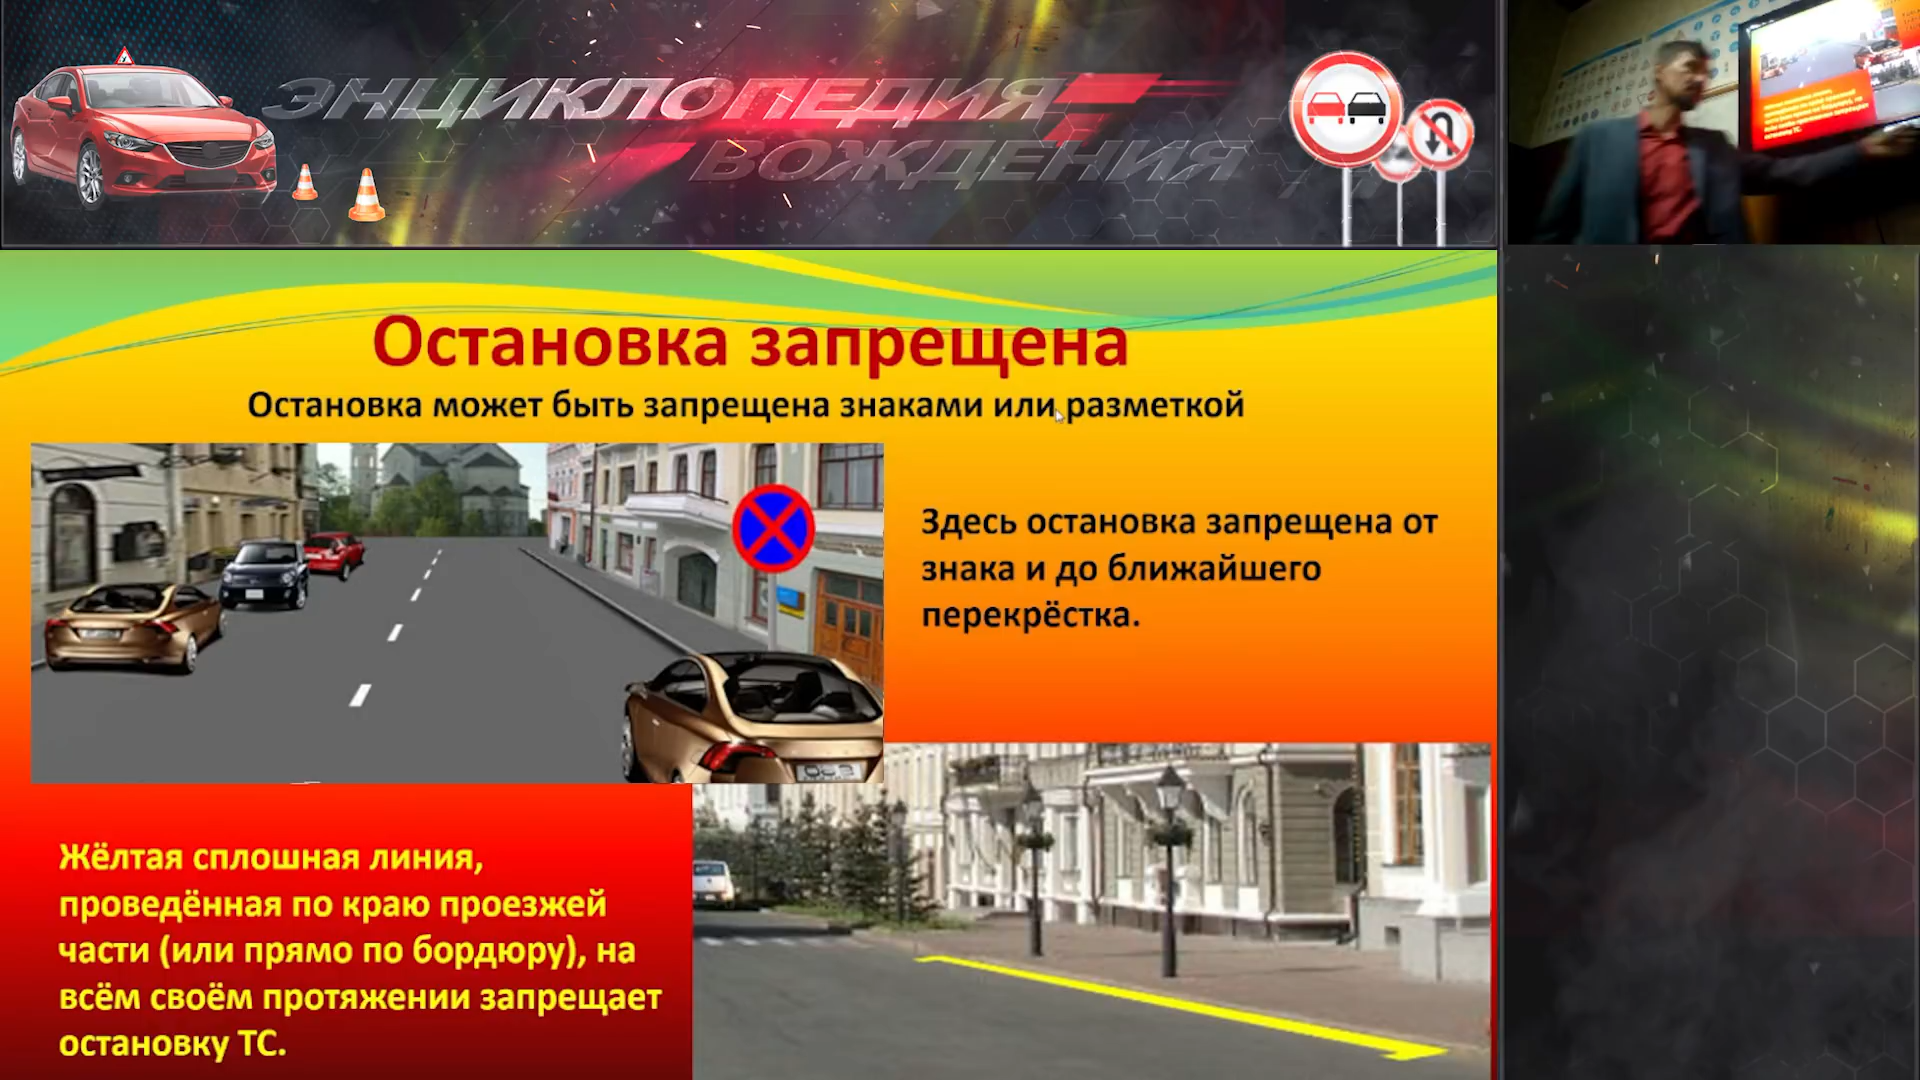 ЭНЦИКЛОПЕДИЯ
ВОЖДЕНИЯ
Остановка запрещена
Остановка может быть запрещена знаками или разметкой
Здесь остановка запрещена от
знака и до ближайшего
перекрёстка.
Жёлтая сплошная линия,
проведённая по краю проезжей
части (или прямо по бордюру), на
всём своём протяжении запрещает
остановку ТС.